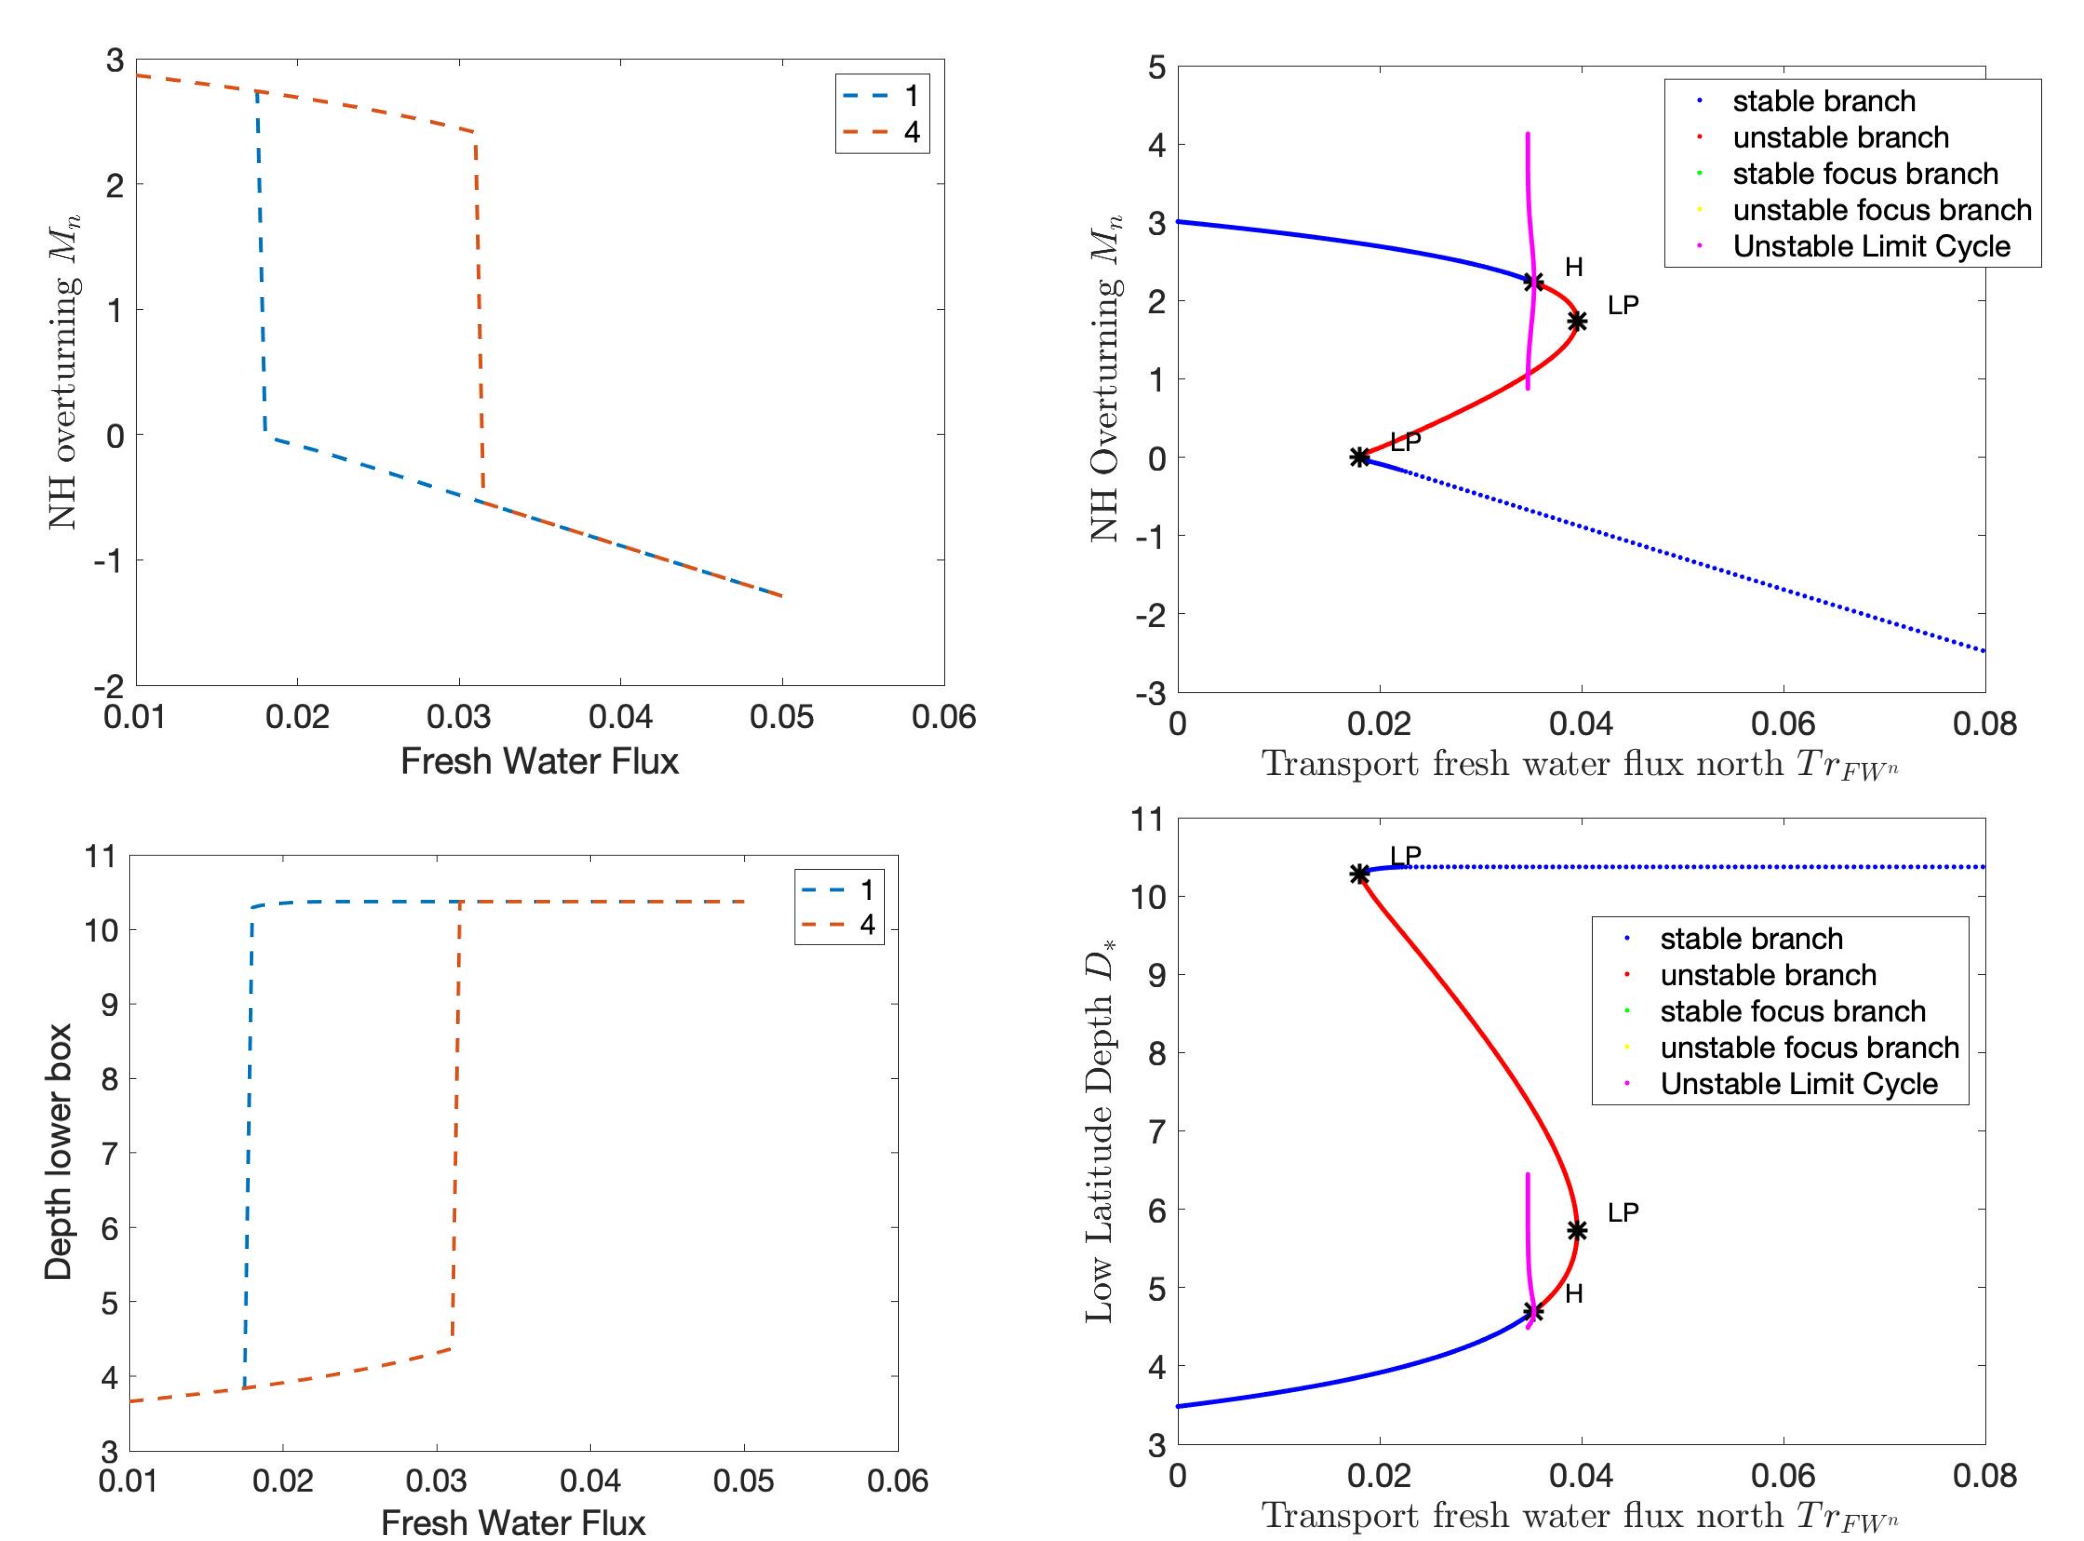 3
2
1
0
-1
-2
0.01 0.02 0.03 0.04 0.05 0.06
NH overturning Mₙ
Fresh Water Flux
1
4
5
4
3
2
1
0
-1
-2
-3
0 0.02 0.04 0.06 0.08
NH Overturning Mₙ
Transport fresh water flux north Tr_{FWⁿ}
stable branch
unstable branch
stable focus branch
unstable focus branch
Unstable Limit Cycle
H
LP
LP
11
10
9
8
7
6
5
4
3
0.01 0.02 0.03 0.04 0.05 0.06
Depth lower box
Fresh Water Flux
1
4
11
10
9
8
7
6
5
4
3
0 0.02 0.04 0.06 0.08
Low Latitude Depth D_*
Transport fresh water flux north Tr_{FWⁿ}
LP
stable branch
unstable branch
stable focus branch
unstable focus branch
Unstable Limit Cycle
LP
H